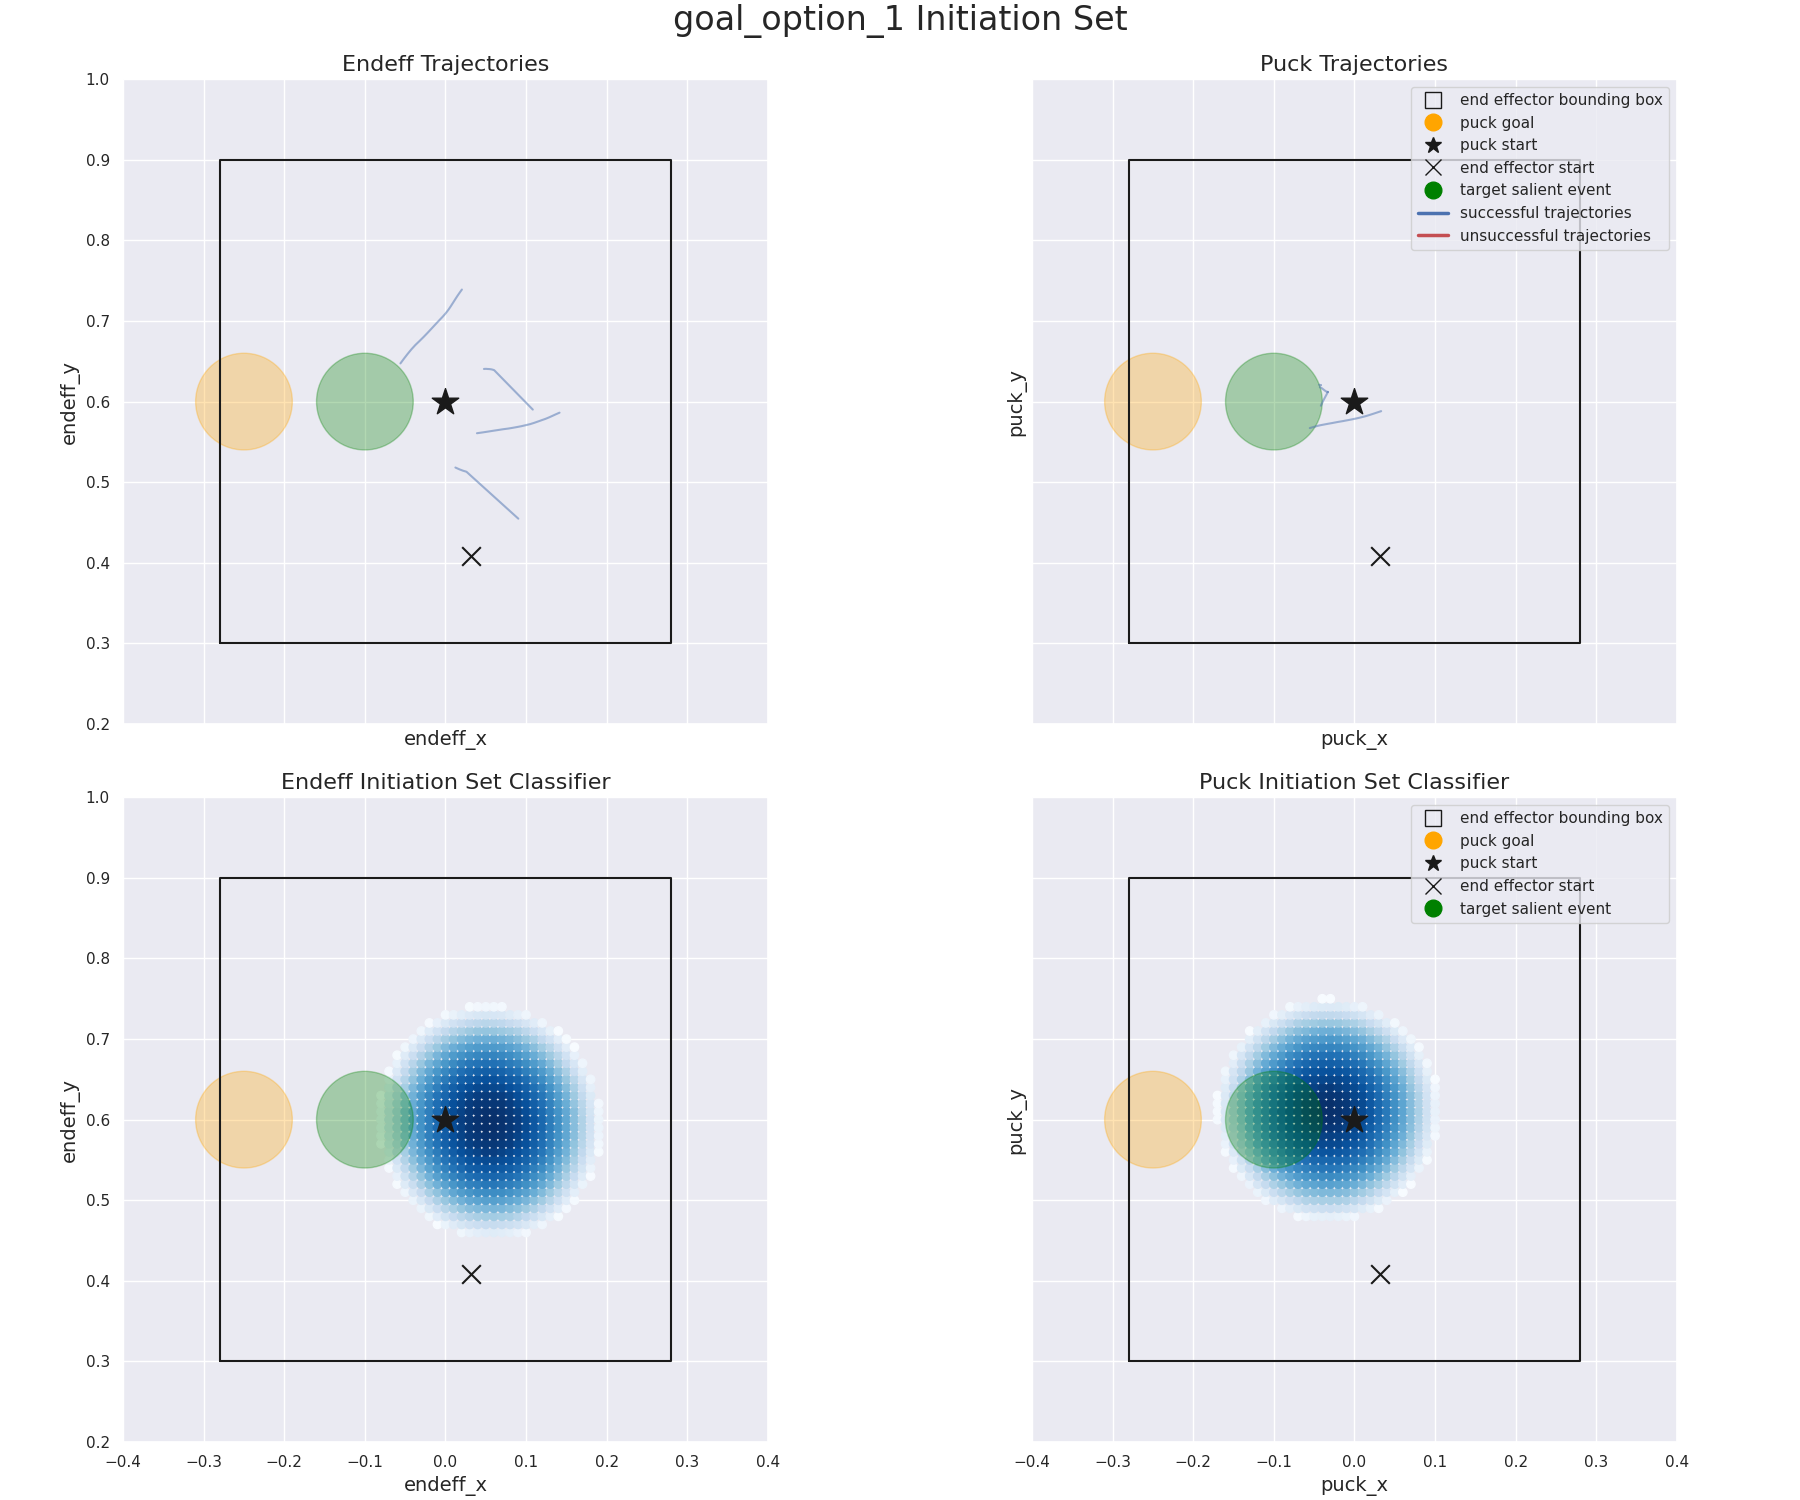 goal_option_1 Initiation Set
Endeff Trajectories
1.0
0.9
0.8
0.7
0.6
0.5
0.4
0.3
0.2
endeff_y
endeff_x
Puck Trajectories
end effector bounding box
puck goal
puck start
end effector start
target salient event
successful trajectories
unsuccessful trajectories
puck_y
puck_x
Endeff Initiation Set Classifier
1.0
0.9
0.8
0.7
0.6
0.5
0.4
0.3
0.2
endeff_y
−0.4 −0.3 −0.2 −0.1 0.0 0.1 0.2 0.3 0.4
endeff_x
Puck Initiation Set Classifier
end effector bounding box
puck goal
puck start
end effector start
target salient event
puck_y
−0.4 −0.3 −0.2 −0.1 0.0 0.1 0.2 0.3 0.4
puck_x